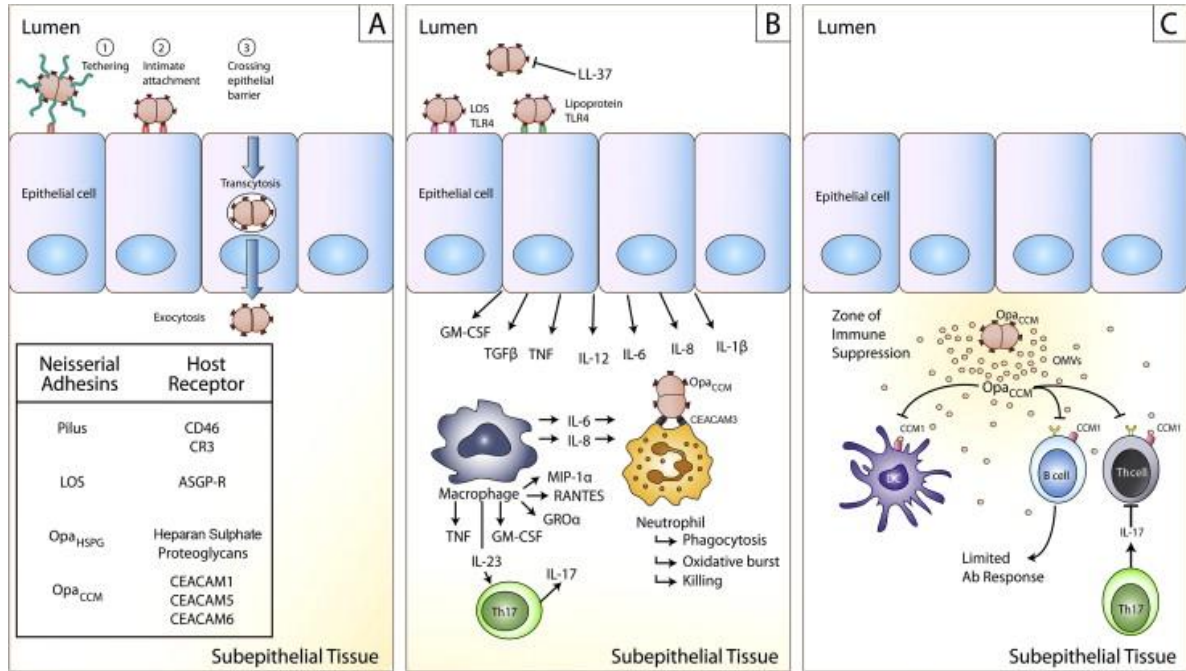 Lumen
A
1
2
3
Tethering
Intimate
attachment
Crossing
epithelial
barrier
Epithelial cell
Transcytosis
Exocytosis
Neisserial
Adhesins
Host
Receptor
Pilus
CD46
CR3
LOS
ASGP-R
OpaHSPG
Heparan Sulphate
Proteoglycans
OpaCCM
CEACAM1
CEACAM5
CEACAM6
Subepithelial Tissue
Lumen
B
LL-37
LOS
TLR4
Lipoprotein
TLR4
Epithelial cell
GM-CSF
TGFβ
TNF
IL-12
IL-6
IL-8
IL-1β
OpaCCM
CEACAM3
IL-6
IL-8
Macrophage
MIP-1α
RANTES
GROα
TNF
GM-CSF
IL-23
IL-17
Th17
Neutrophil
Phagocytosis
Oxidative burst
Killing
Subepithelial Tissue
Lumen
C
Epithelial cell
Zone of
Immune
Suppression
OpaCCM
OMVs
OpaCCM
CCM1
CCM1
CCM1
DC
B cell
Th cell
IL-17
Limited
Ab Response
Th17
Subepithelial Tissue